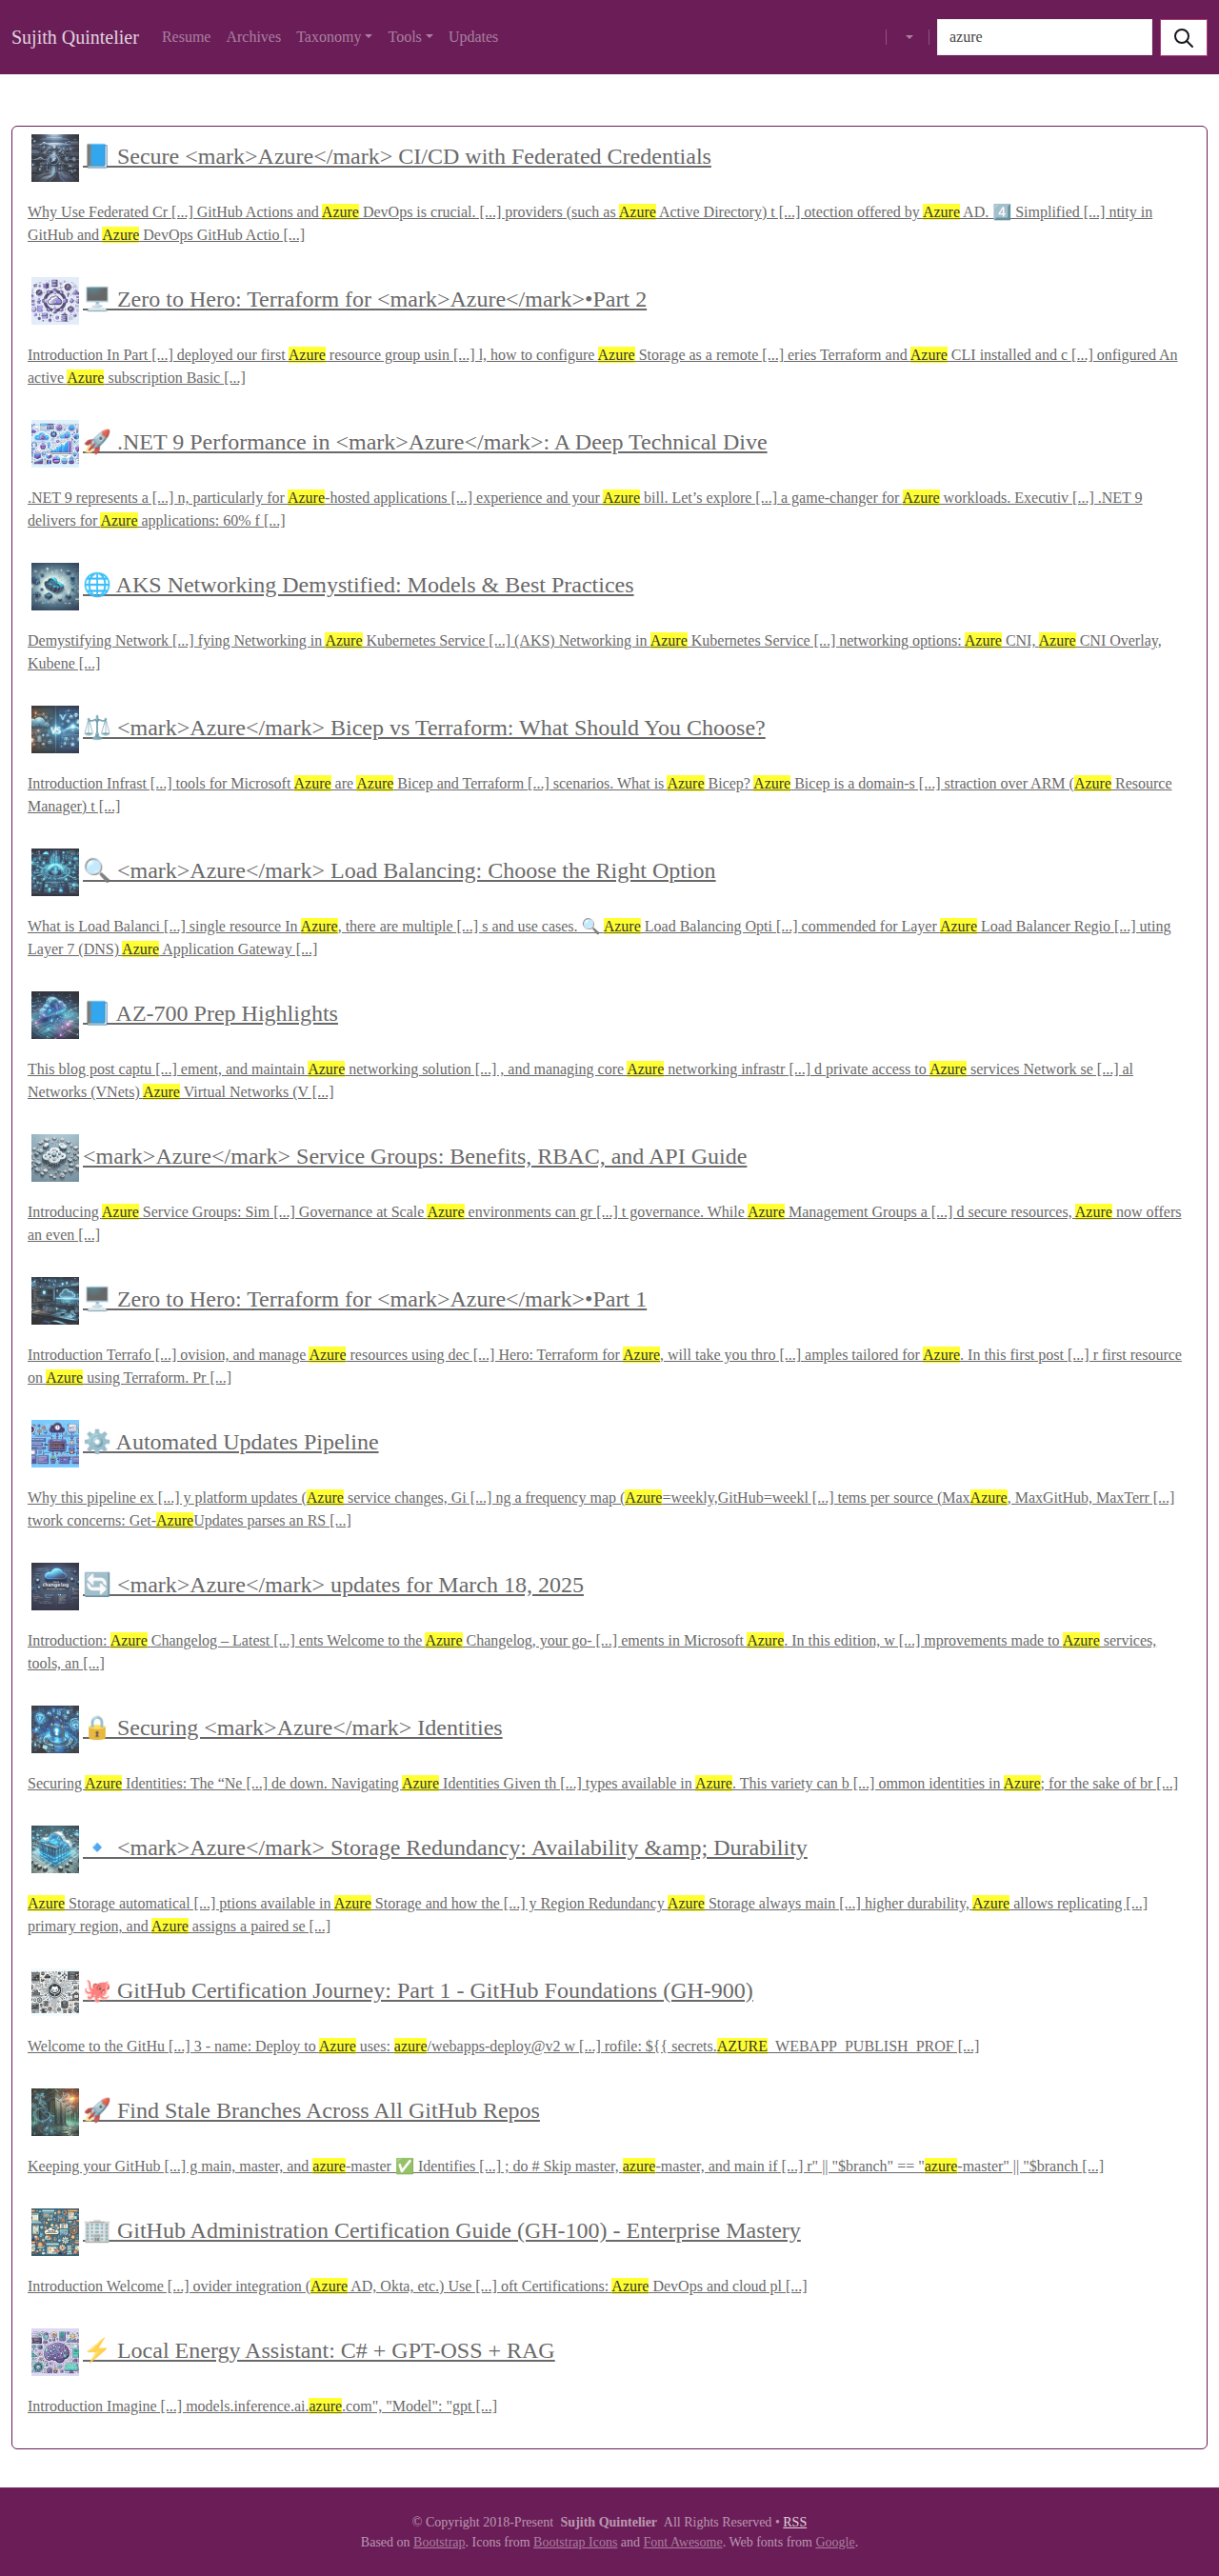 Sujith Quintelier Resume Archives Taxonomy Tools Updates azure
📘 Secure <mark>Azure</mark> CI/CD with Federated Credentials
Why Use Federated Cr [...] GitHub Actions and Azure DevOps is crucial. [...] providers (such as Azure Active Directory) t [...] otection offered by Azure AD. 4️⃣ Simplified [...] ntity in
GitHub and Azure DevOps GitHub Actio [...]
🖥️ Zero to Hero: Terraform for <mark>Azure</mark>•Part 2
Introduction In Part [...] deployed our first Azure resource group usin [...] l, how to configure Azure Storage as a remote [...] eries Terraform and Azure CLI installed and c [...] onfigured An
active Azure subscription Basic [...]
🚀 .NET 9 Performance in <mark>Azure</mark>: A Deep Technical Dive
.NET 9 represents a [...] n, particularly for Azure-hosted applications [...] experience and your Azure bill. Let’s explore [...] a game-changer for Azure workloads. Executiv [...] .NET 9
delivers for Azure applications: 60% f [...]
🌐 AKS Networking Demystified: Models & Best Practices
Demystifying Network [...] fying Networking in Azure Kubernetes Service [...] (AKS) Networking in Azure Kubernetes Service [...] networking options: Azure CNI, Azure CNI Overlay,
Kubene [...]
⚖️ <mark>Azure</mark> Bicep vs Terraform: What Should You Choose?
Introduction Infrast [...] tools for Microsoft Azure are Azure Bicep and Terraform [...] scenarios. What is Azure Bicep? Azure Bicep is a domain-s [...] straction over ARM (Azure Resource
Manager) t [...]
🔍 <mark>Azure</mark> Load Balancing: Choose the Right Option
What is Load Balanci [...] single resource In Azure, there are multiple [...] s and use cases. 🔍 Azure Load Balancing Opti [...] commended for Layer Azure Load Balancer Regio [...] uting
Layer 7 (DNS) Azure Application Gateway [...]
📘 AZ-700 Prep Highlights
This blog post captu [...] ement, and maintain Azure networking solution [...] , and managing core Azure networking infrastr [...] d private access to Azure services Network se [...] al
Networks (VNets) Azure Virtual Networks (V [...]
<mark>Azure</mark> Service Groups: Benefits, RBAC, and API Guide
Introducing Azure Service Groups: Sim [...] Governance at Scale Azure environments can gr [...] t governance. While Azure Management Groups a [...] d secure resources, Azure now offers
an even [...]
🖥️ Zero to Hero: Terraform for <mark>Azure</mark>•Part 1
Introduction Terrafo [...] ovision, and manage Azure resources using dec [...] Hero: Terraform for Azure, will take you thro [...] amples tailored for Azure. In this first post [...] r first resource
on Azure using Terraform. Pr [...]
⚙️ Automated Updates Pipeline
Why this pipeline ex [...] y platform updates (Azure service changes, Gi [...] ng a frequency map (Azure=weekly,GitHub=weekl [...] tems per source (MaxAzure, MaxGitHub, MaxTerr [...]
twork concerns: Get-AzureUpdates parses an RS [...]
🔄 <mark>Azure</mark> updates for March 18, 2025
Introduction: Azure Changelog – Latest [...] ents Welcome to the Azure Changelog, your go- [...] ements in Microsoft Azure. In this edition, w [...] mprovements made to Azure services,
tools, an [...]
🔒 Securing <mark>Azure</mark> Identities
Securing Azure Identities: The “Ne [...] de down. Navigating Azure Identities Given th [...] types available in Azure. This variety can b [...] ommon identities in Azure; for the sake of br [...]
🔹 <mark>Azure</mark> Storage Redundancy: Availability &amp; Durability
Azure Storage automatical [...] ptions available in Azure Storage and how the [...] y Region Redundancy Azure Storage always main [...] higher durability, Azure allows replicating [...]
primary region, and Azure assigns a paired se [...]
🐙 GitHub Certification Journey: Part 1 - GitHub Foundations (GH-900)
Welcome to the GitHu [...] 3 - name: Deploy to Azure uses: azure/webapps-deploy@v2 w [...] rofile: ${{ secrets.AZURE_WEBAPP_PUBLISH_PROF [...]
🚀 Find Stale Branches Across All GitHub Repos
Keeping your GitHub [...] g main, master, and azure-master ✅ Identifies [...] ; do # Skip master, azure-master, and main if [...] r" || "$branch" == "azure-master" || "$branch [...]
🏢 GitHub Administration Certification Guide (GH-100) - Enterprise Mastery
Introduction Welcome [...] ovider integration (Azure AD, Okta, etc.) Use [...] oft Certifications: Azure DevOps and cloud pl [...]
⚡ Local Energy Assistant: C# + GPT-OSS + RAG
Introduction Imagine [...] models.inference.ai.azure.com", "Model": "gpt [...]
© Copyright 2018-Present Sujith Quintelier All Rights Reserved • RSS
Based on Bootstrap. Icons from Bootstrap Icons and Font Awesome. Web fonts from Google.